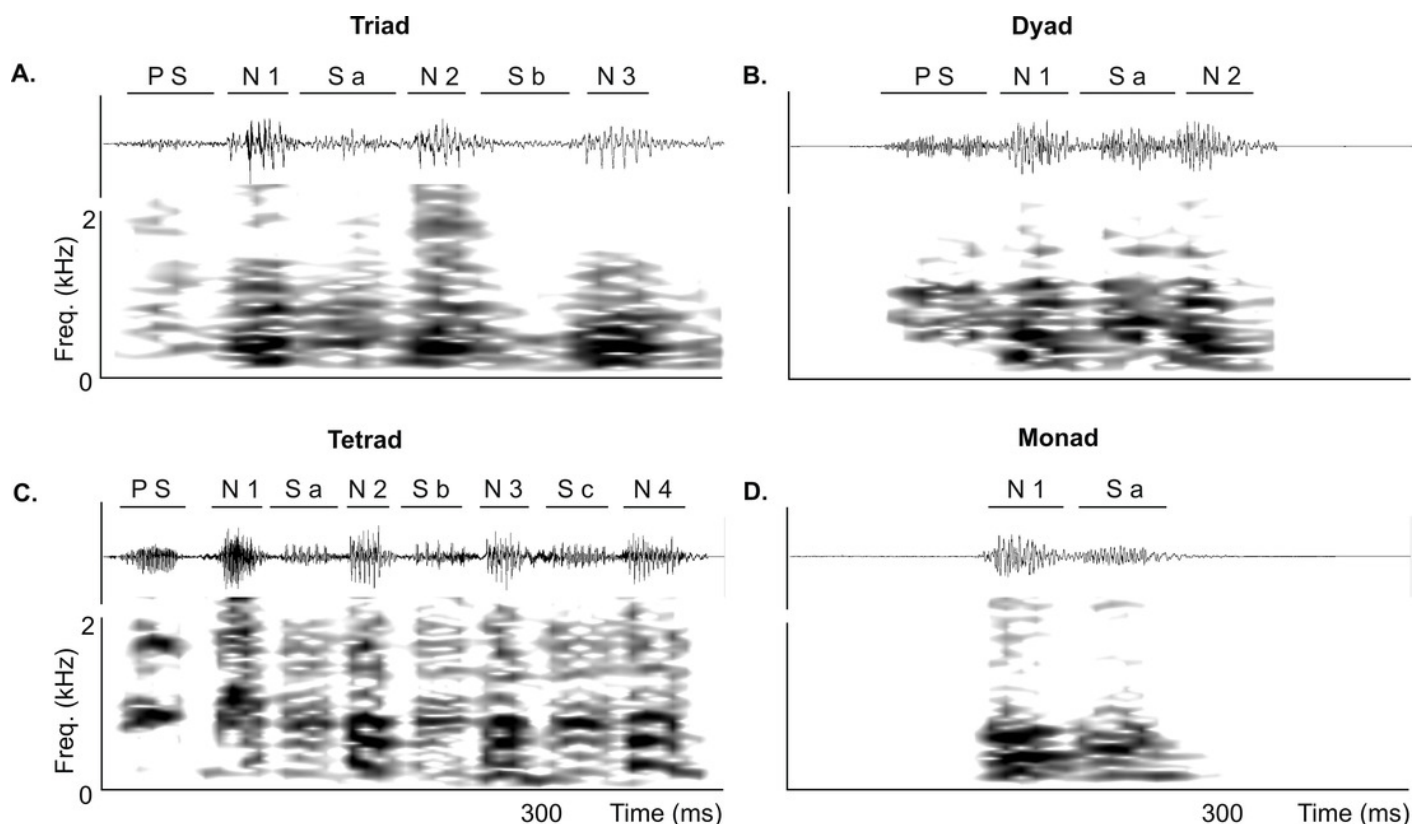 Triad
A. PS N1 Sa N2 Sb N3
Freq. (kHz)
2
0
Dyad
B. PS N1 Sa N2
Tetrad
C. PS N1 Sa N2 Sb N3 Sc N4
Freq. (kHz)
2
0
300 Time (ms)
Monad
D. N1 Sa
300 Time (ms)